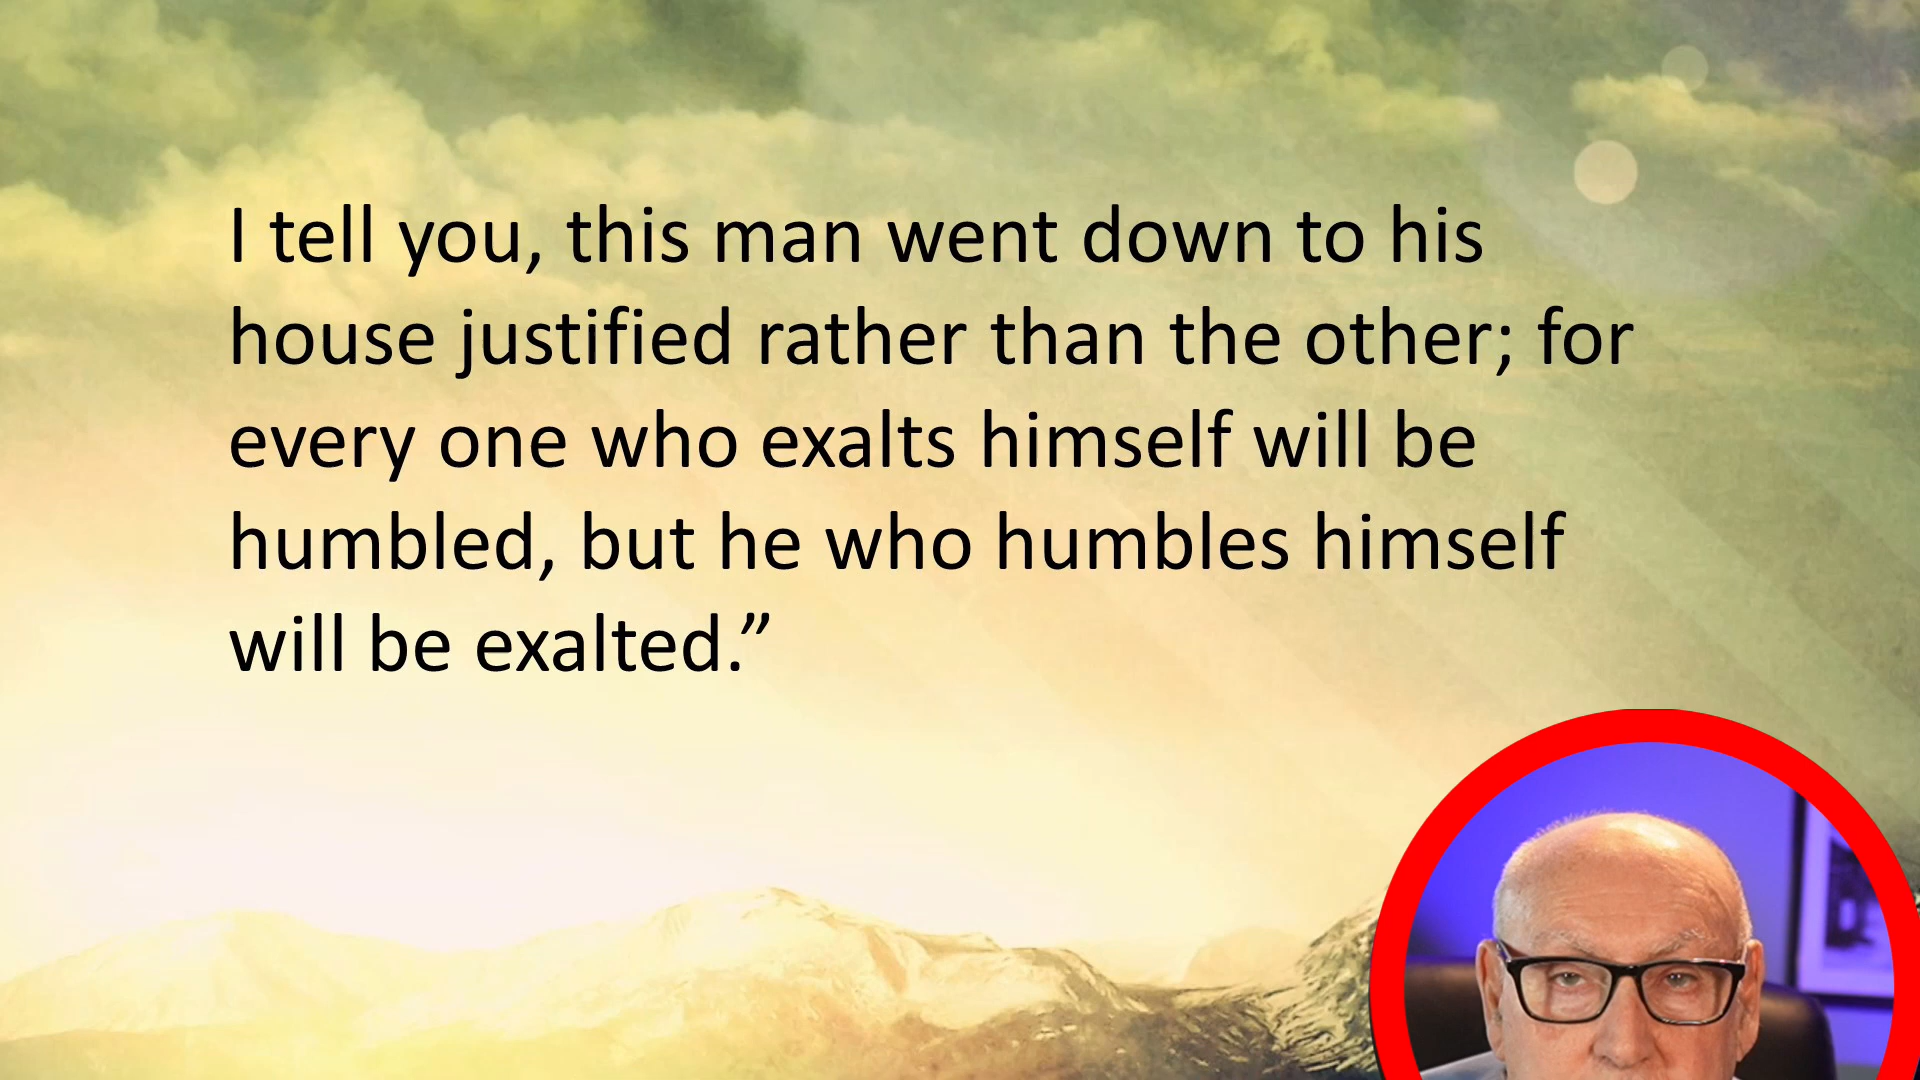 I tell you, this man went down to his
house justified rather than the other; for
every one who exalts himself will be
humbled, but he who humbles himself
will be exalted.”